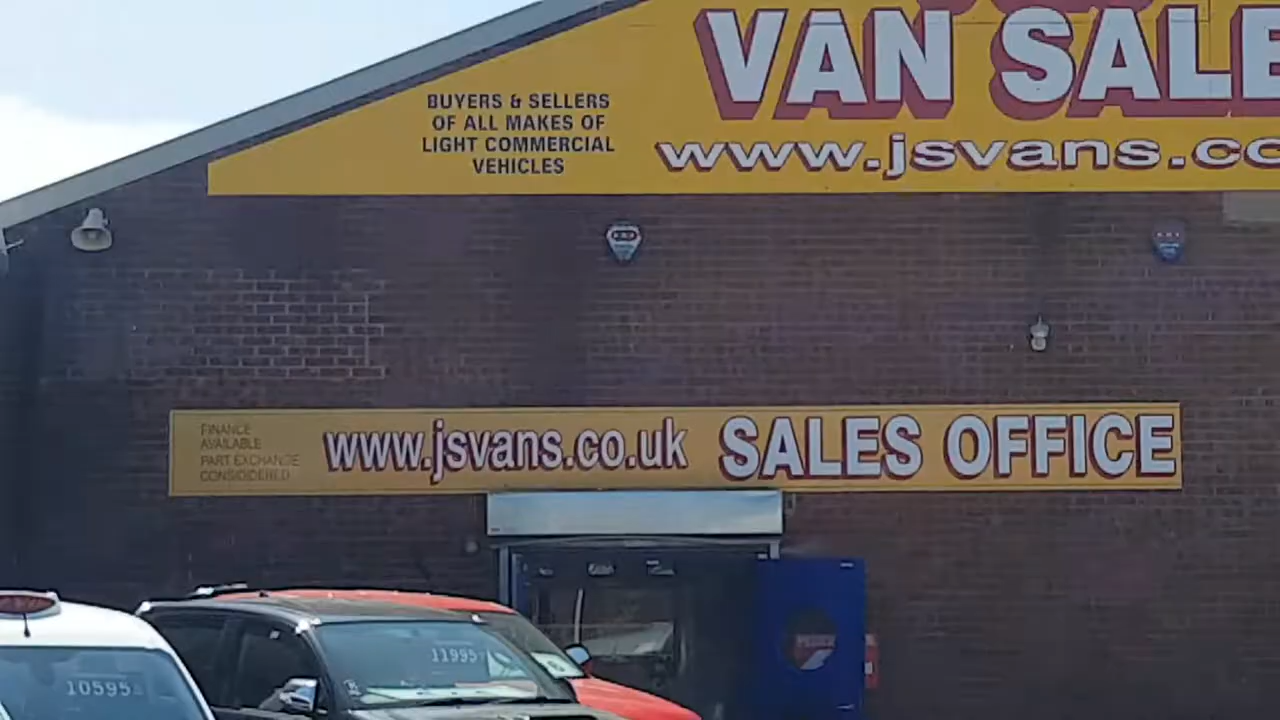 VAN SALE
BUYERS & SELLERS
OF ALL MAKES OF
LIGHT COMMERCIAL
VEHICLES
www.jsvans.co
FINANCE
AVAILABLE
PART EXCHANGE
CONSIDERED
www.jsvans.co.uk SALES OFFICE
11995
10595